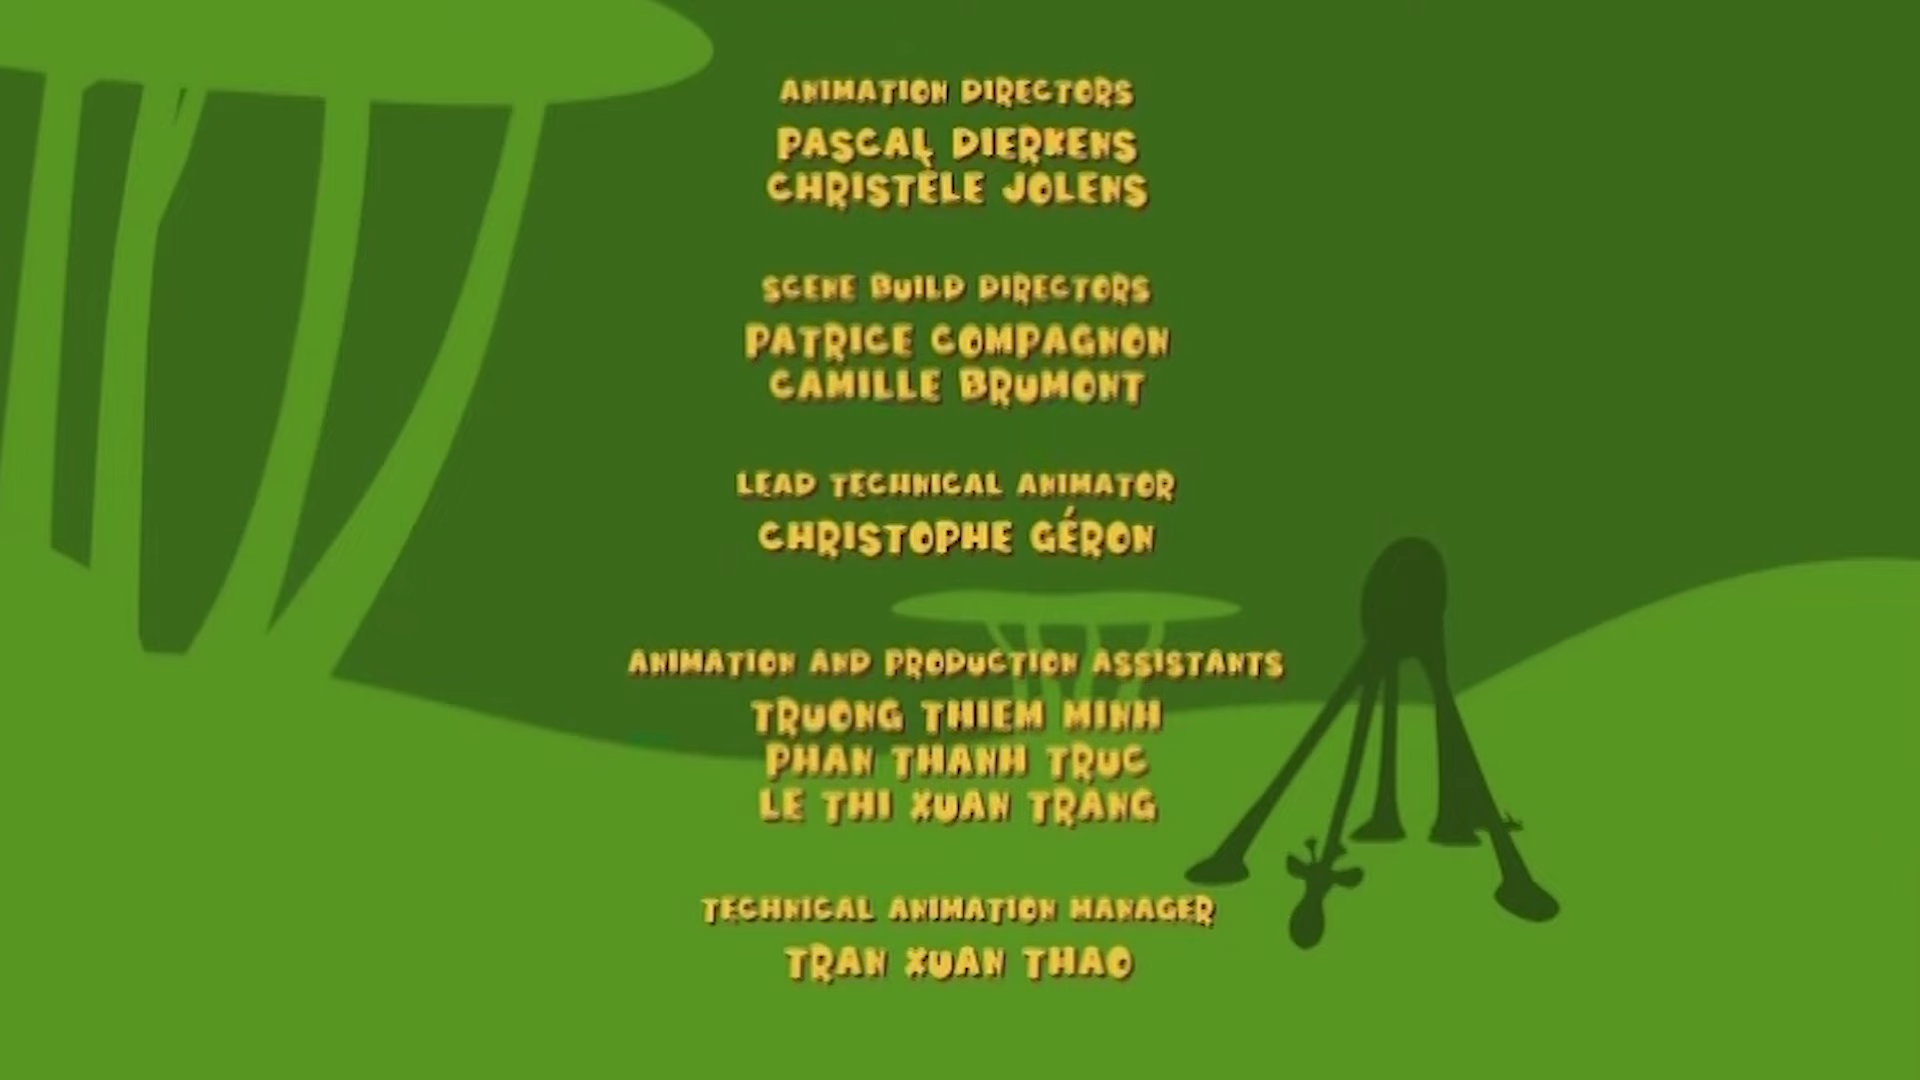 ANIMATION DIRECTORS
PASCAL DIERKENS
CHRISTÈLE JOLENS
SCENE BUILD DIRECTORS
PATRICE COMPAGNON
CAMILLE BRUMONT
LEAD TECHNICAL ANIMATOR
CHRISTOPHE GÉRON
ANIMATION AND PRODUCTION ASSISTANTS
TRUONG THIEM MINH
PHAN THANH TRUC
LE THI XUAN TRANG
TECHNICAL ANIMATION MANAGER
TRAN XUAN THAO